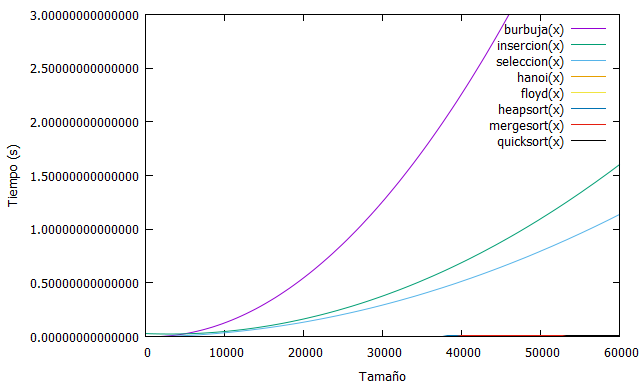 3.00000000000000
2.50000000000000
2.00000000000000
1.50000000000000
1.00000000000000
0.50000000000000
0.00000000000000
Tiempo (s)
burbuja(x)
insercion(x)
seleccion(x)
hanoi(x)
floyd(x)
heapsort(x)
mergesort(x)
quicksort(x)
0 10000 20000 30000 40000 50000 60000
Tamaño